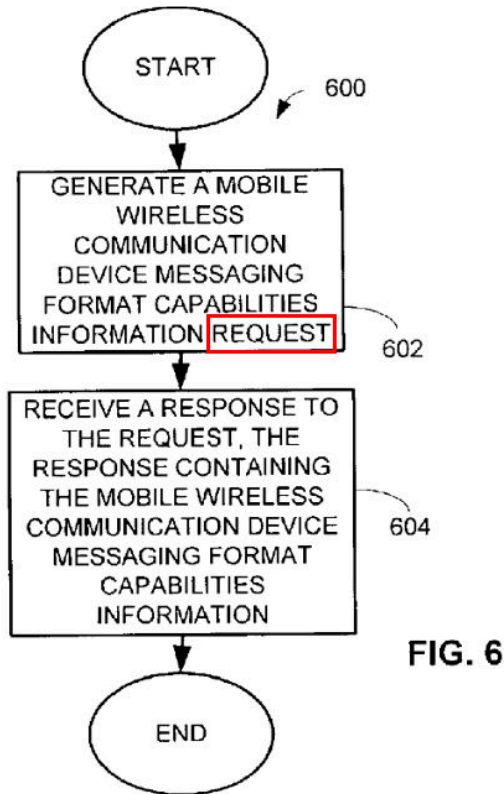 START
600
GENERATE A MOBILE
WIRELESS
COMMUNICATION
DEVICE MESSAGING
FORMAT CAPABILITIES
INFORMATION REQUEST
602
RECEIVE A RESPONSE TO
THE REQUEST, THE
RESPONSE CONTAINING
THE MOBILE WIRELESS
COMMUNICATION DEVICE
MESSAGING FORMAT
CAPABILITIES
INFORMATION
604
FIG. 6
END